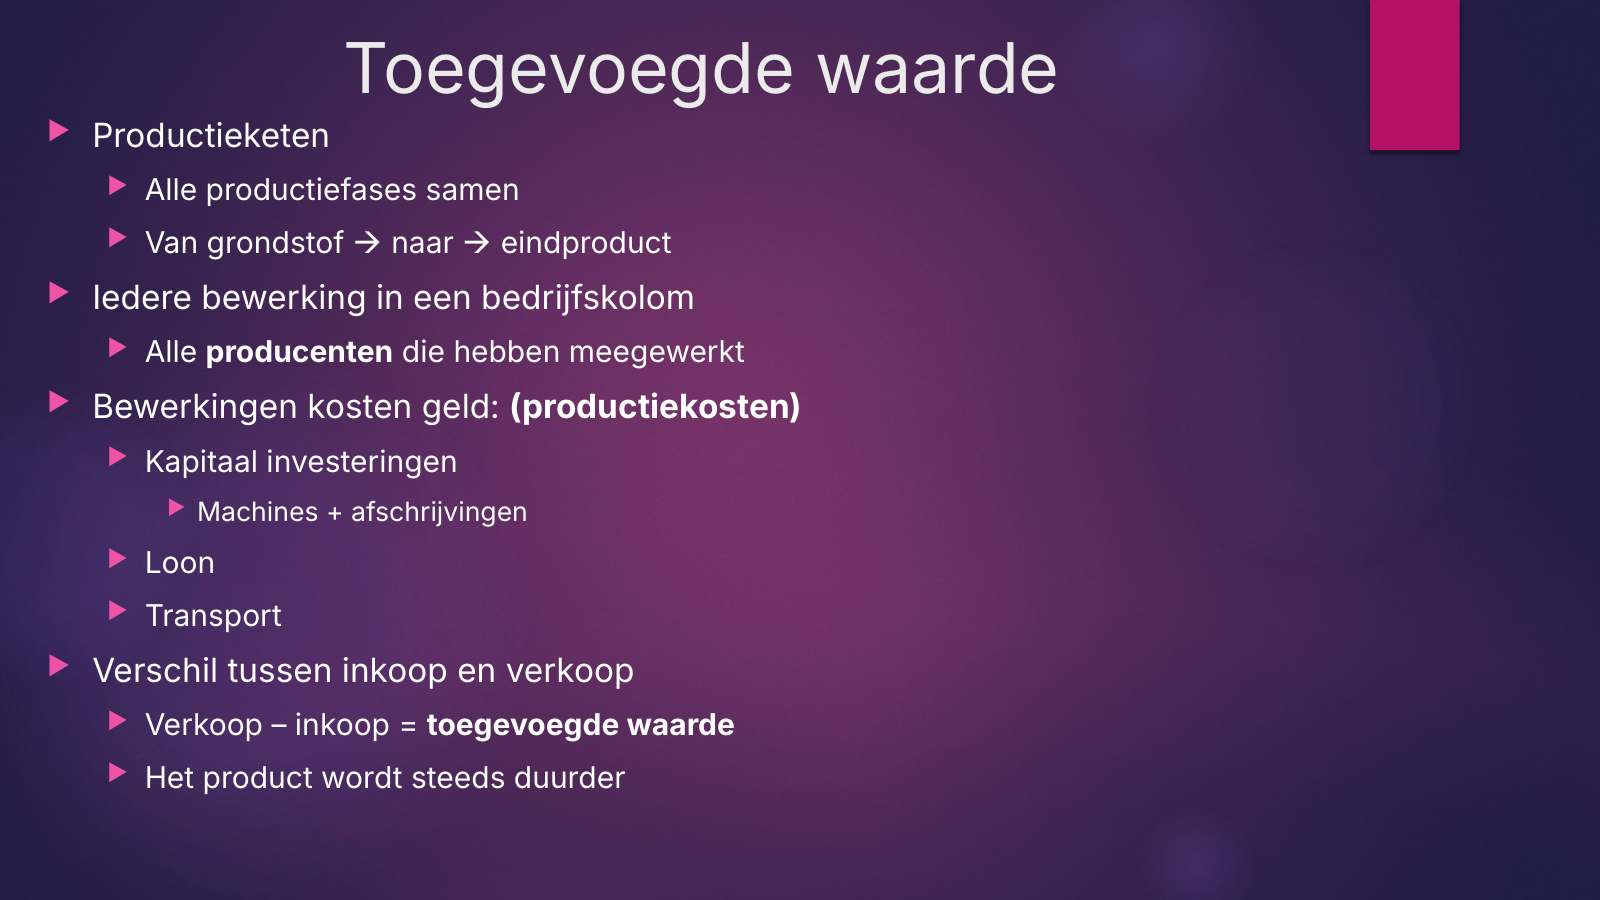 Toegevoegde waarde
Productieketen
Alle productiefases samen
Van grondstof → naar → eindproduct
Iedere bewerking in een bedrijfskolom
Alle producenten die hebben meegewerkt
Bewerkingen kosten geld: (productiekosten)
Kapitaal investeringen
Machines + afschrijvingen
Loon
Transport
Verschil tussen inkoop en verkoop
Verkoop – inkoop = toegevoegde waarde
Het product wordt steeds duurder